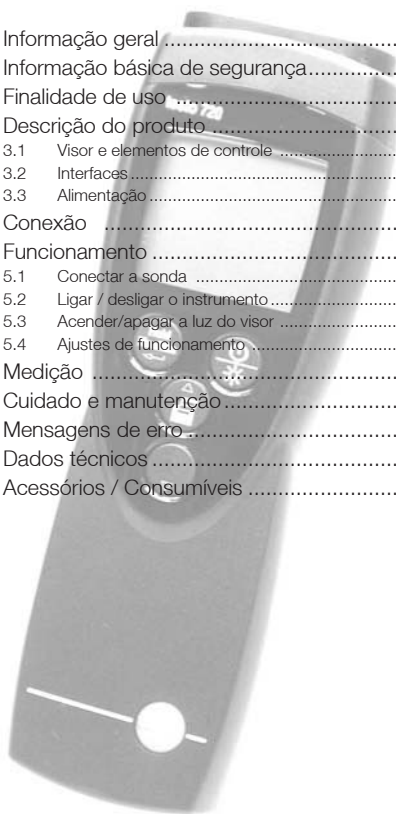 Informação geral ..................................
Informação básica de segurança................
Finalidade de uso ................................
Descrição do produto .............................
3.1 Visor e elementos de controle ......................
3.2 Interfaces...............................................
3.3 Alimentação............................................
Conexão ..........................................
Funcionamento ...................................
5.1 Conectar a sonda.....................................
5.2 Ligar / desligar o instrumento .......................
5.3 Acender/apagar a luz do visor ......................
5.4 Ajustes de funcionamento ...........................
Medição ..........................................
Cuidado e manutenção...........................
Mensagens de erro................................
Dados técnicos ...................................
Acessórios / Consumíveis .......................